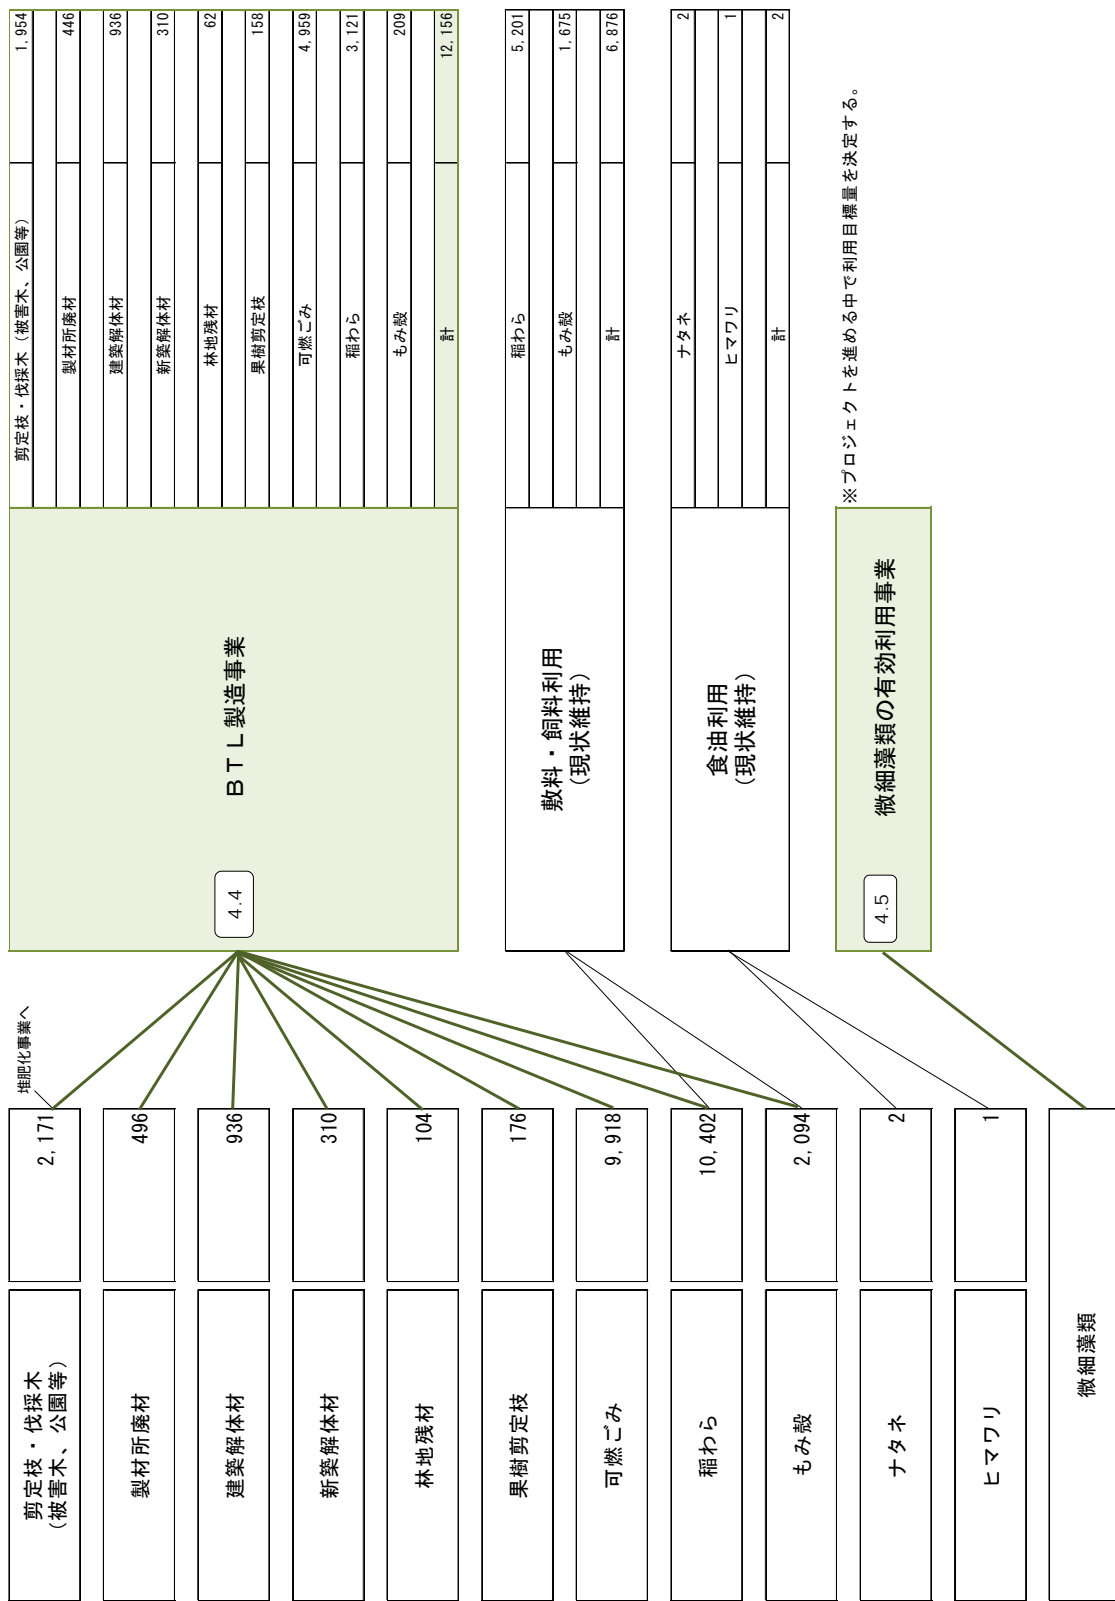 剪定枝・伐採木
（被害木、公園等）
2,171
堆肥化事業へ
製材所廃材
496
建築解体材
936
新築解体材
310
林地残材
104
果樹剪定枝
176
可燃ごみ
9,918
稲わら
10,402
もみ殻
2,094
ナタネ
2
ヒマワリ
1
微細藻類
4.4
ＢＴＬ製造事業
剪定枝・伐採木（被害木、公園等）
1,954
製材所廃材
446
建築解体材
936
新築解体材
310
林地残材
62
果樹剪定枝
158
可燃ごみ
4,959
稲わら
3,121
もみ殻
209
計
12,156
敷料・飼料利用
（現状維持）
稲わら
5,201
もみ殻
1,675
計
6,876
食油利用
（現状維持）
ナタネ
2
ヒマワリ
1
計
2
4.5
微細藻類の有効利用事業
※プロジェクトを進める中で利用目標量を決定する。